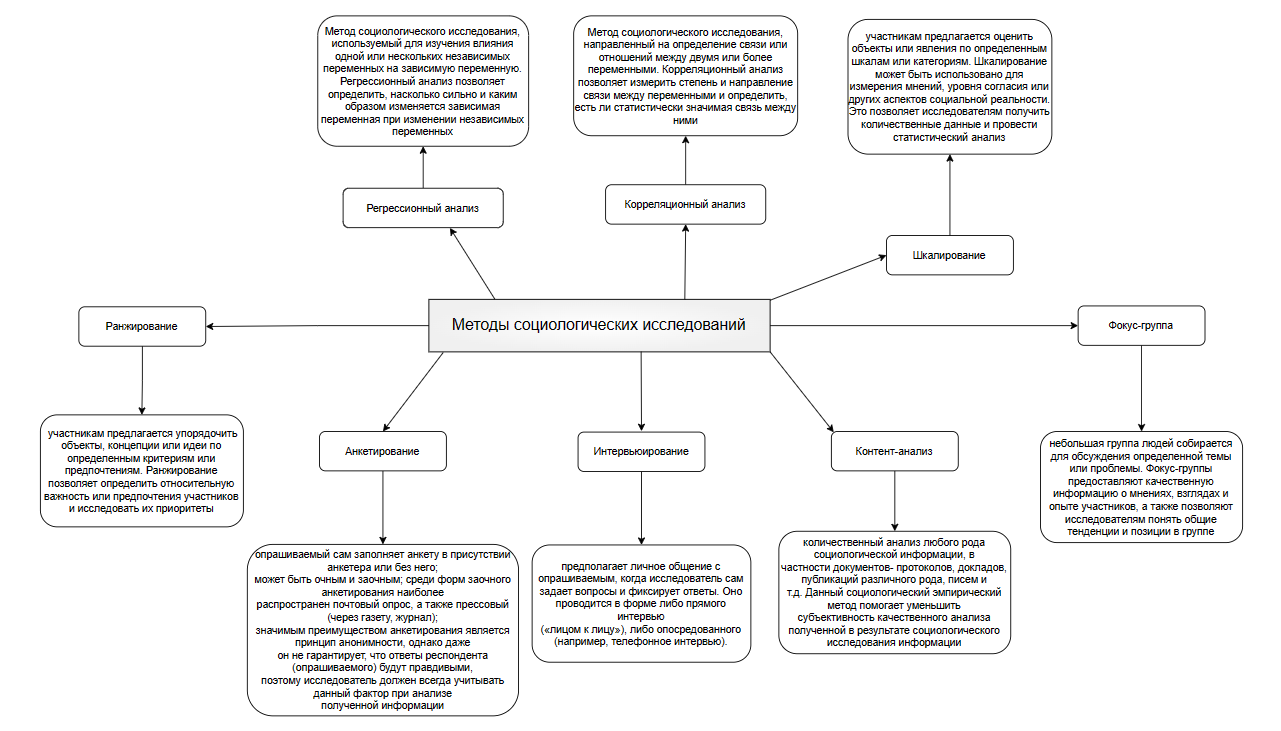 Метод социологического исследования,
используемый для изучения влияния
одной или нескольких независимых
переменных на зависимую переменную.
Регрессионный анализ позволяет
определить, насколько сильно и каким
образом изменяется зависимая
переменная при изменении независимых
переменных
Метод социологического исследования,
направленный на определение связи или
отношений между двумя или более
переменными. Корреляционный анализ
позволяет измерить степень и направление
связи между переменными и определить,
есть ли статистически значимая связь между
ними
участникам предлагается оценить
объекты или явления по определенным
шкалам или категориям. Шкалирование
может быть использовано для
измерения мнений, уровня согласия или
других аспектов социальной реальности.
Это позволяет исследователям получить
количественные данные и провести
статистический анализ
Регрессионный анализ
Корреляционный анализ
Шкалирование
Ранжирование
Методы социологических исследований
Фокус-группа
участникам предлагается упорядочить
объекты, концепции или идеи по
определенным критериям или
предпочтениям. Ранжирование
позволяет определить относительную
важность или предпочтения участников
и исследовать их приоритеты
Анкетирование
Интервьюирование
Контент-анализ
небольшая группа людей собирается
для обсуждения определенной темы
или проблемы. Фокус-группы
предоставляют качественную
информацию о мнениях, взглядах и
опыте участников, а также позволяют
исследователям понять общие
тенденции и позиции в группе
опрашиваемый сам заполняет анкету в присутствии
анкетера или без него;
может быть очным и заочным; среди форм заочного
анкетирования наиболее
распространен почтовый опрос, а также прессовый
(через газету, журнал);
значимым преимуществом анкетирования является
принцип анонимности, однако даже
он не гарантирует, что ответы респондента
(опрашиваемого) будут правдивыми,
поэтому исследователь должен всегда учитывать
данный фактор при анализе
полученной информации
предполагает личное общение с
опрашиваемым, когда исследователь сам
задает вопросы и фиксирует ответы. Оно
проводится в форме либо прямого
интервью
(«лицом к лицу»), либо опосредованного
(например, телефонное интервью).
количественный анализ любого рода
социологической информации, в
частности документов- протоколов, докладов,
публикаций различного рода, писем и
т.д. Данный социологический эмпирический
метод помогает уменьшить
субъективность качественного анализа
полученной в результате социологического
исследования информации